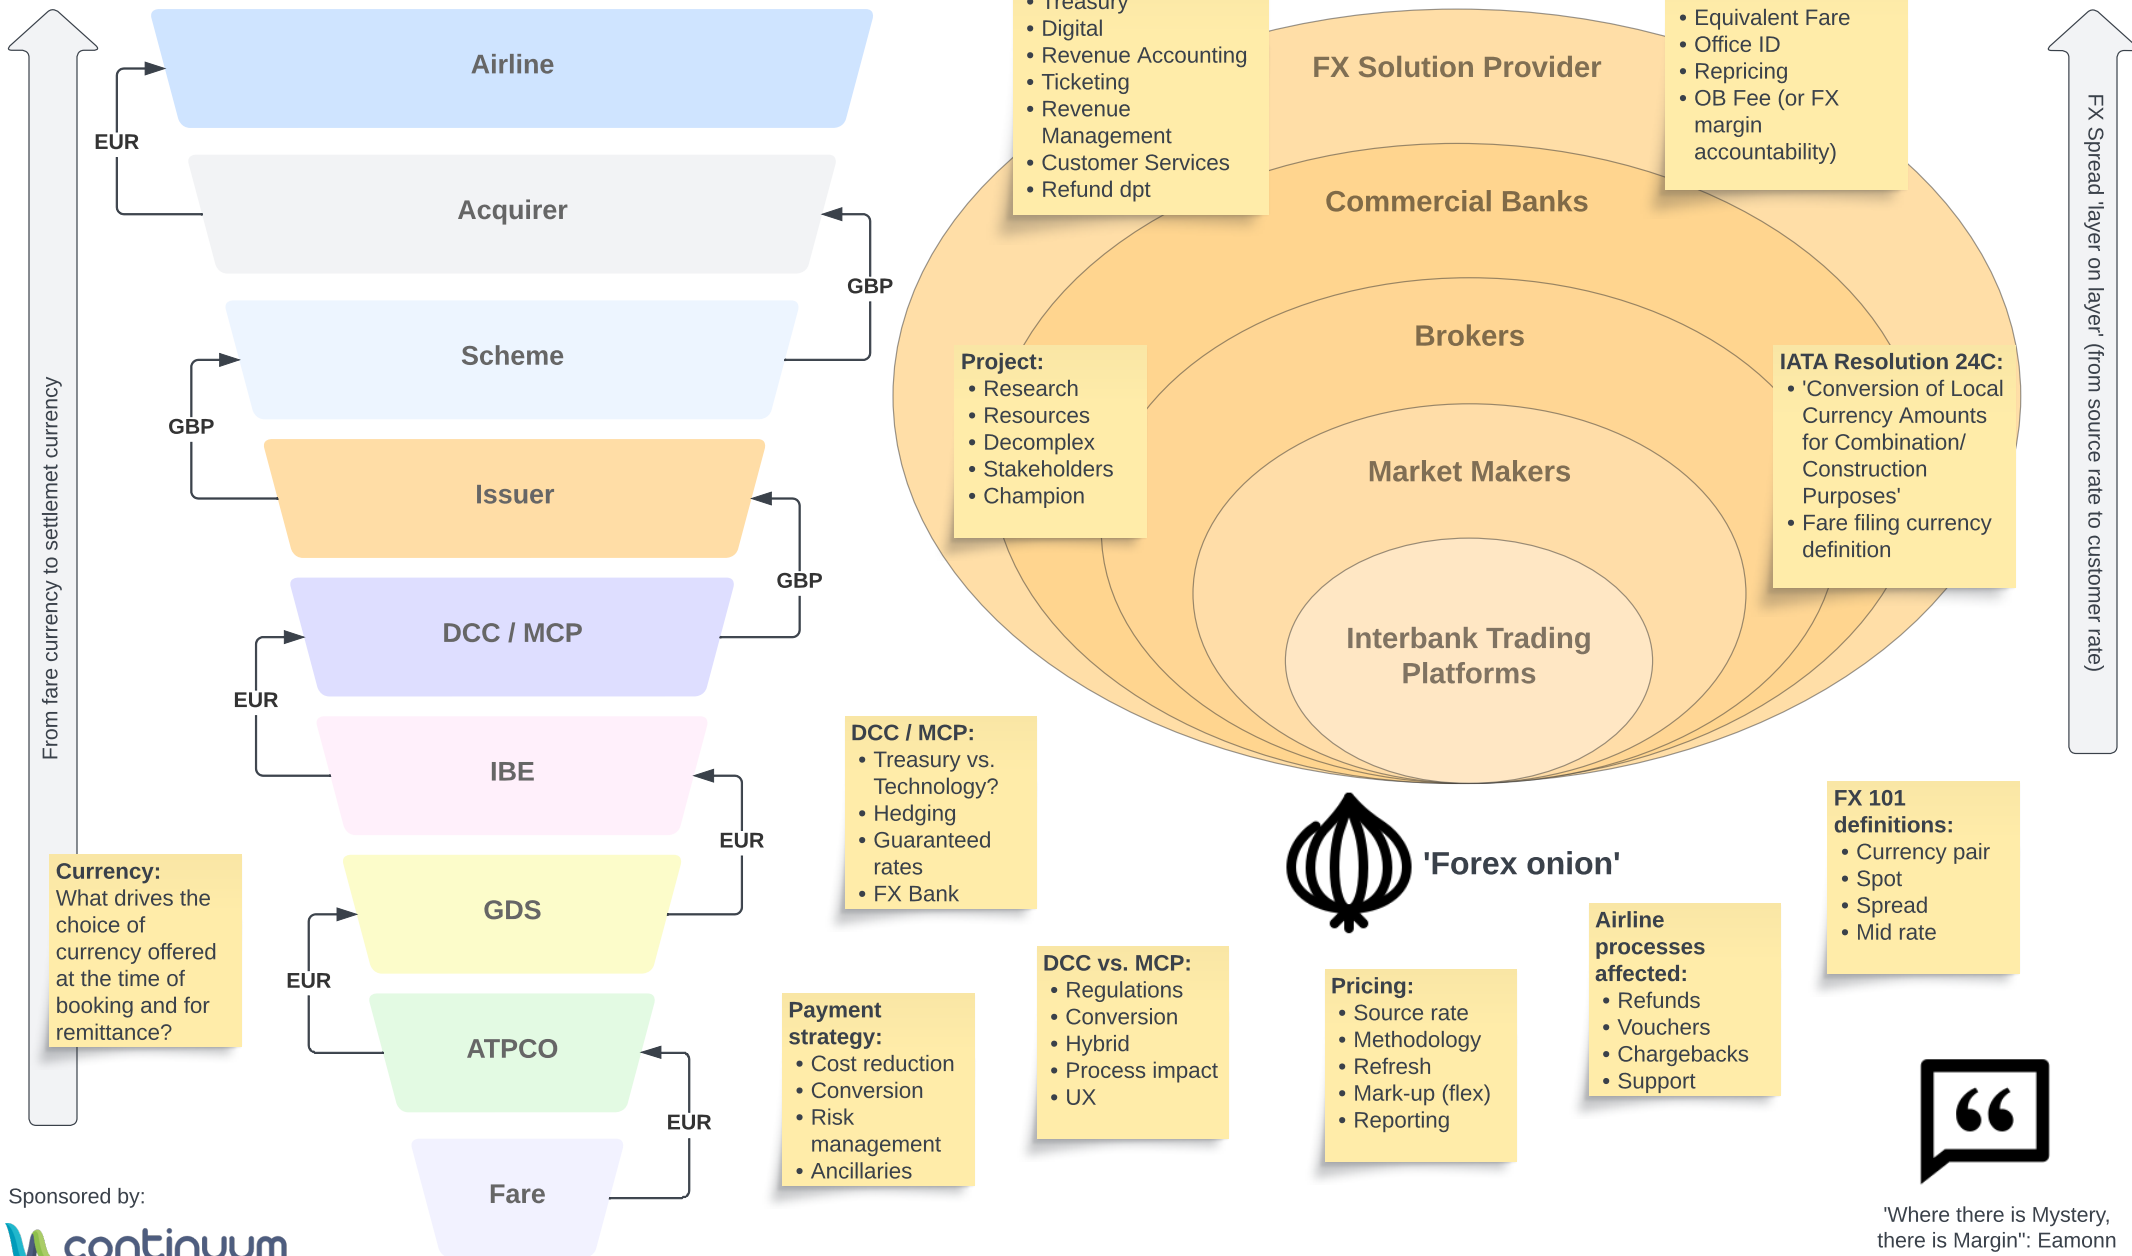 From fare currency to settlemet currency
Airline
EUR
Acquirer
GBP
Scheme
GBP
Issuer
GBP
DCC / MCP
EUR
IBE
EUR
GDS
EUR
ATPCO
EUR
Fare
Currency:
What drives the
choice of
currency offered
at the time of
booking and for
remittance?
Sponsored by:
continuum
• Treasury
• Digital
• Revenue Accounting
• Ticketing
• Revenue
Management
• Customer Services
• Refund dpt
FX Solution Provider
• Equivalent Fare
• Office ID
• Repricing
• OB Fee (or FX
margin
accountability)
Commercial Banks
Brokers
Market Makers
Interbank Trading
Platforms
Project:
• Research
• Resources
• Decomplex
• Stakeholders
• Champion
IATA Resolution 24C:
• 'Conversion of Local
Currency Amounts
for Combination/
Construction
Purposes'
• Fare filing currency
definition
FX Spread 'layer on layer' (from source rate to customer rate)
DCC / MCP:
• Treasury vs.
Technology?
• Hedging
• Guaranteed
rates
• FX Bank
'Forex onion'
FX 101
definitions:
• Currency pair
• Spot
• Spread
• Mid rate
Payment
strategy:
• Cost reduction
• Conversion
• Risk
management
• Ancillaries
DCC vs. MCP:
• Regulations
• Conversion
• Hybrid
• Process impact
• UX
Pricing:
• Source rate
• Methodology
• Refresh
• Mark-up (flex)
• Reporting
Airline
processes
affected:
• Refunds
• Vouchers
• Chargebacks
• Support
'Where there is Mystery,
there is Margin": Eamonn